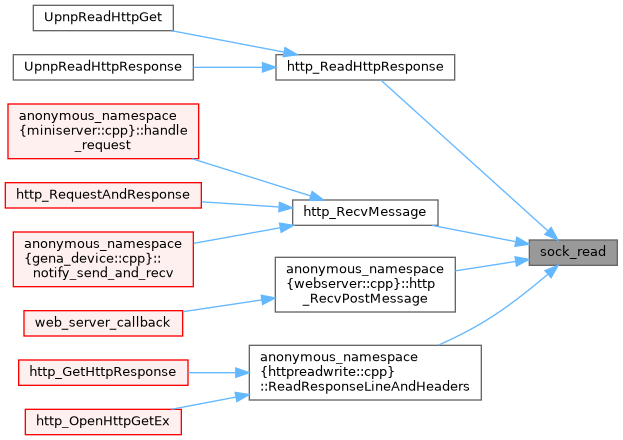 UpnpReadHttpGet
UpnpReadHttpResponse
http_ReadHttpResponse
anonymous_namespace
{miniserver::cpp}::handle
_request
http_RequestAndResponse
http_RecvMessage
anonymous_namespace
{gena_device::cpp}::
notify_send_and_recv
sock_read
anonymous_namespace
{webserver::cpp}::http
_RecvPostMessage
web_server_callback
anonymous_namespace
{httpreadwrite::cpp}
::ReadResponseLineAndHeaders
http_GetHttpResponse
http_OpenHttpGetEx